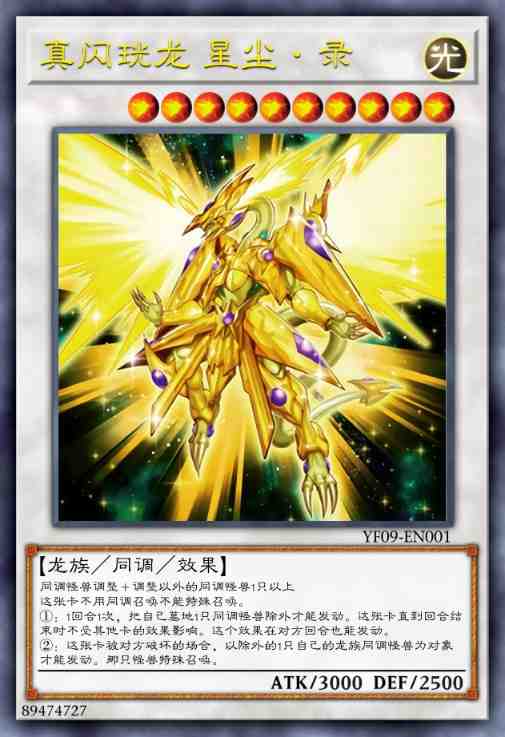 真闪珖龙 星尘·录
光
YF09-EN001
【龙族／同调／效果】
同调怪兽调整＋调整以外的同调怪兽1只以上
这张卡不用同调召唤不能特殊召唤。
①：1回合1次，把自己墓地1只同调怪兽除外才能发动。这张卡直到回合结
束时不受其他卡的效果影响。这个效果在对方回合也能发动。
②：这张卡被对方破坏的场合，以除外的1只自己的龙族同调怪兽为对象
才能发动。那只怪兽特殊召唤。
ATK/3000 DEF/2500
89474727